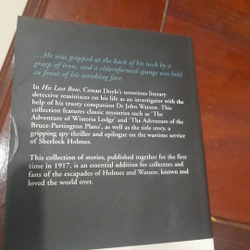 ...He was gripped at the back of his neck by a
grasp of iron, and a chloroformed sponge was held
in front of his writhing face.
In His Last Bow, Conan Doyle's notorious literary
detective reminisces on his life as an investigator with the
help of his trusty companion Dr John Watson. This
collection features classic mysteries such as 'The
Adventure of Wisteria Lodge' and 'The Adventure of the
Bruce-Partington Plans', as well as the title story, a
gripping spy thriller and epilogue on the wartime service
of Sherlock Holmes.
This collection of stories, published together for the first
time in 1917, is an essential addition for collectors and
fans of the escapades of Holmes and Watson, known and
loved the world over.